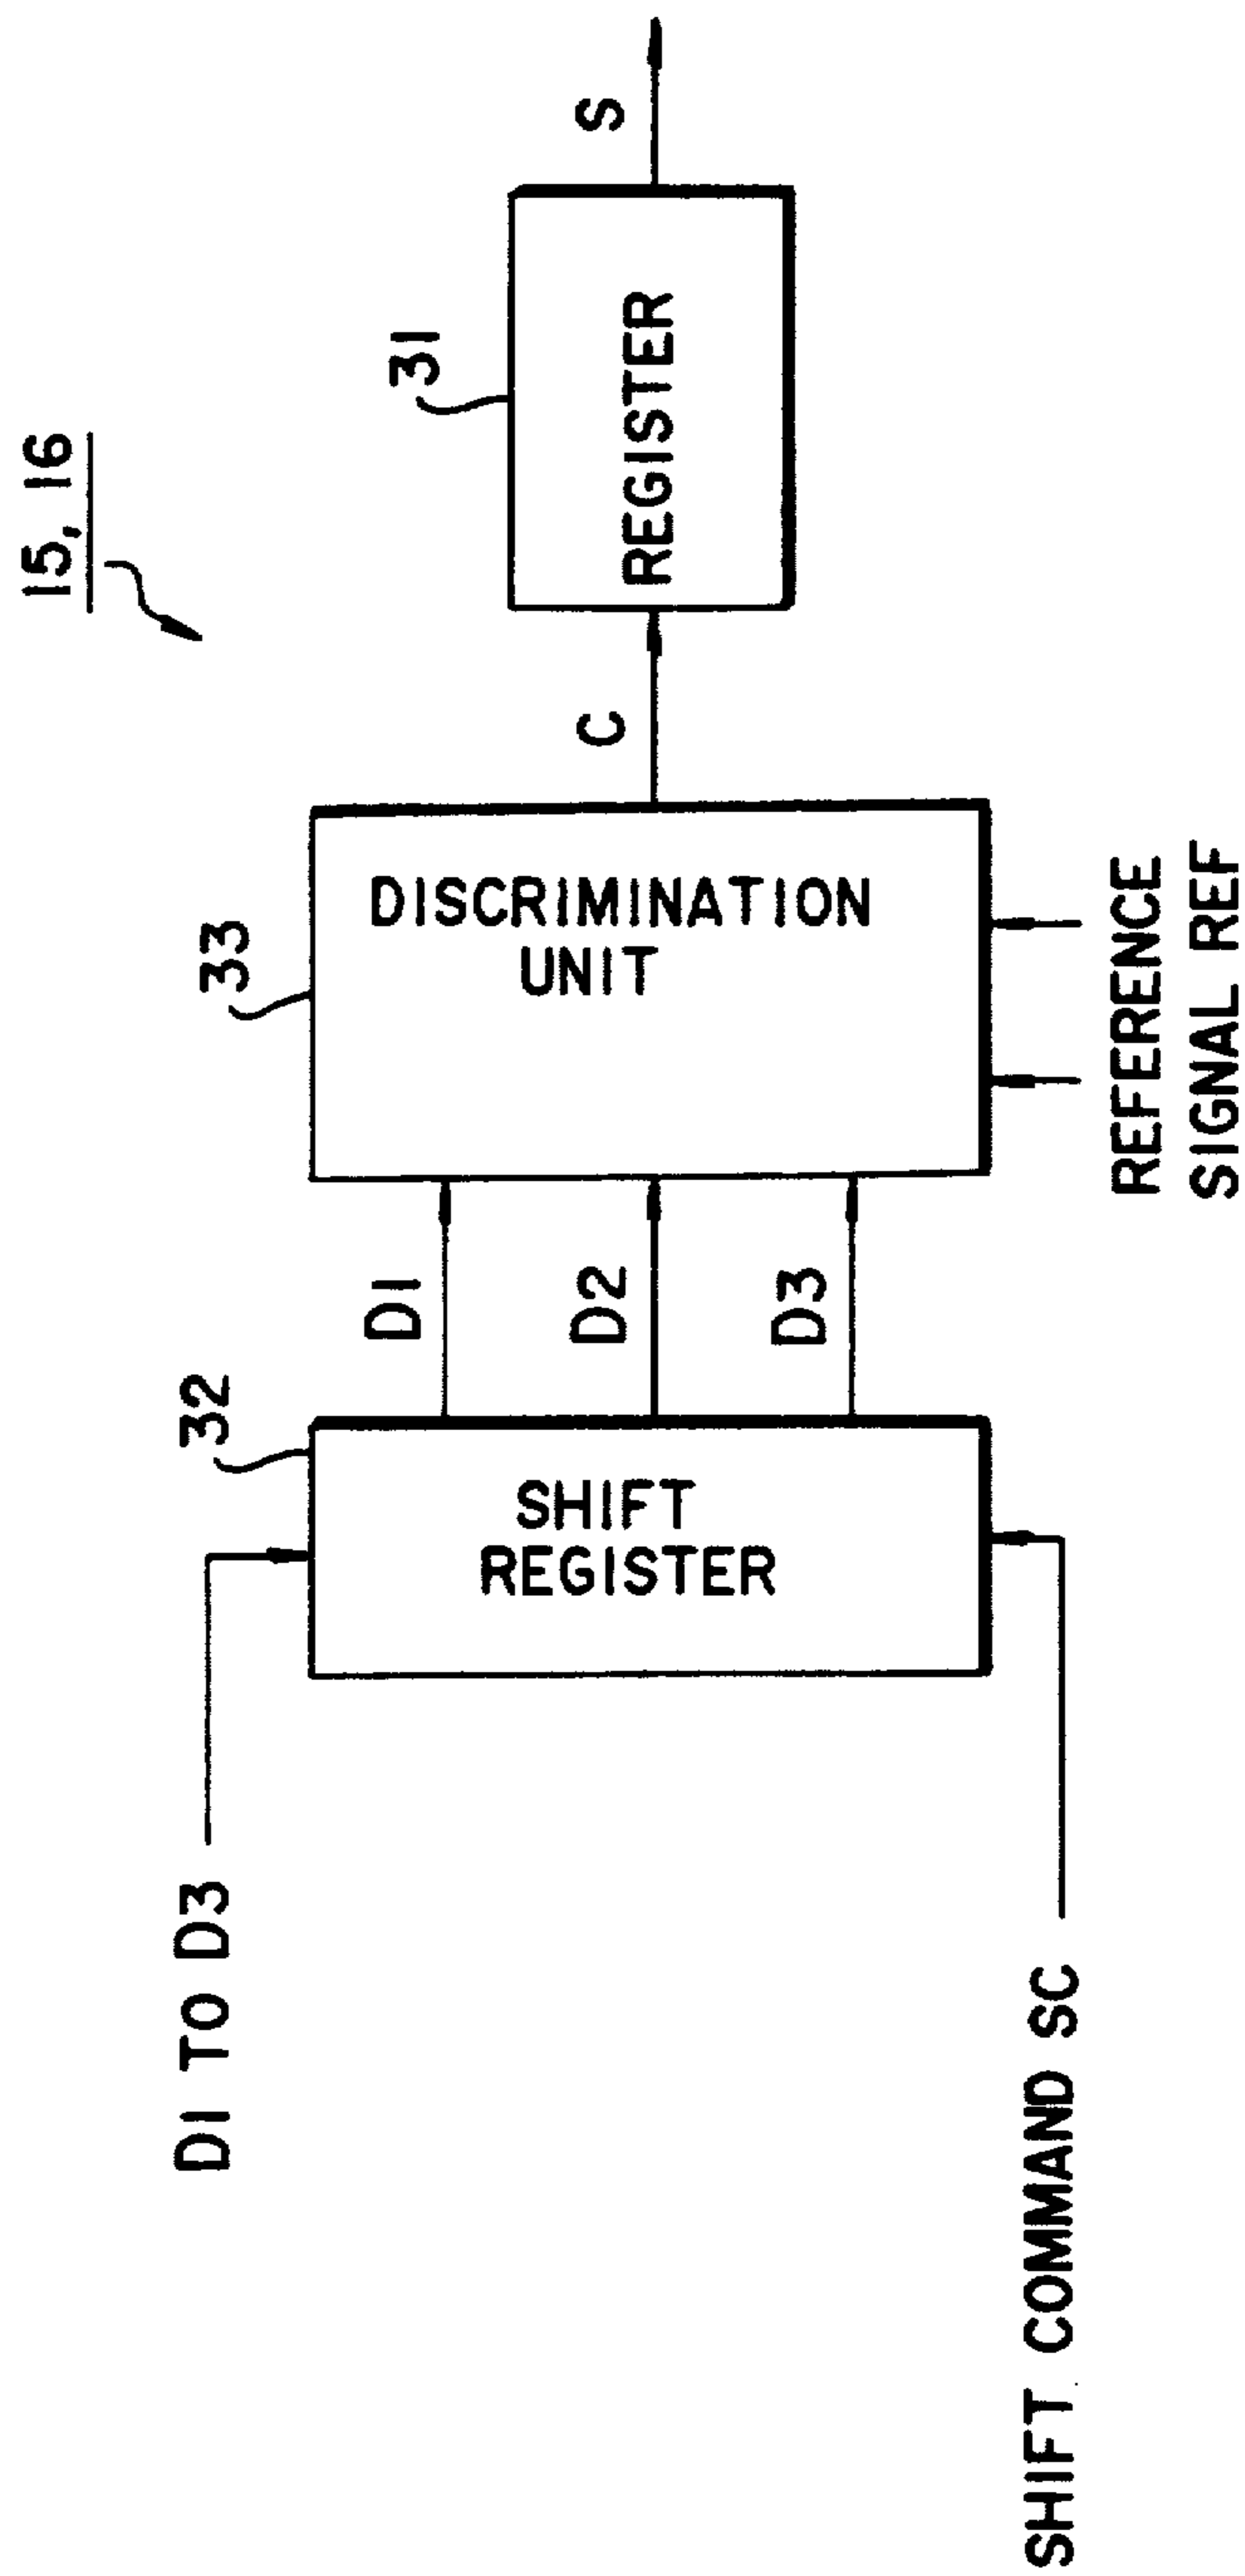 15, 16
D1 TO D3
32
SHIFT
REGISTER
SHIFT COMMAND SC
D1
D2
D3
33
DISCRIMINATION
UNIT
REFERENCE
SIGNAL REF
C
31
REGISTER
S